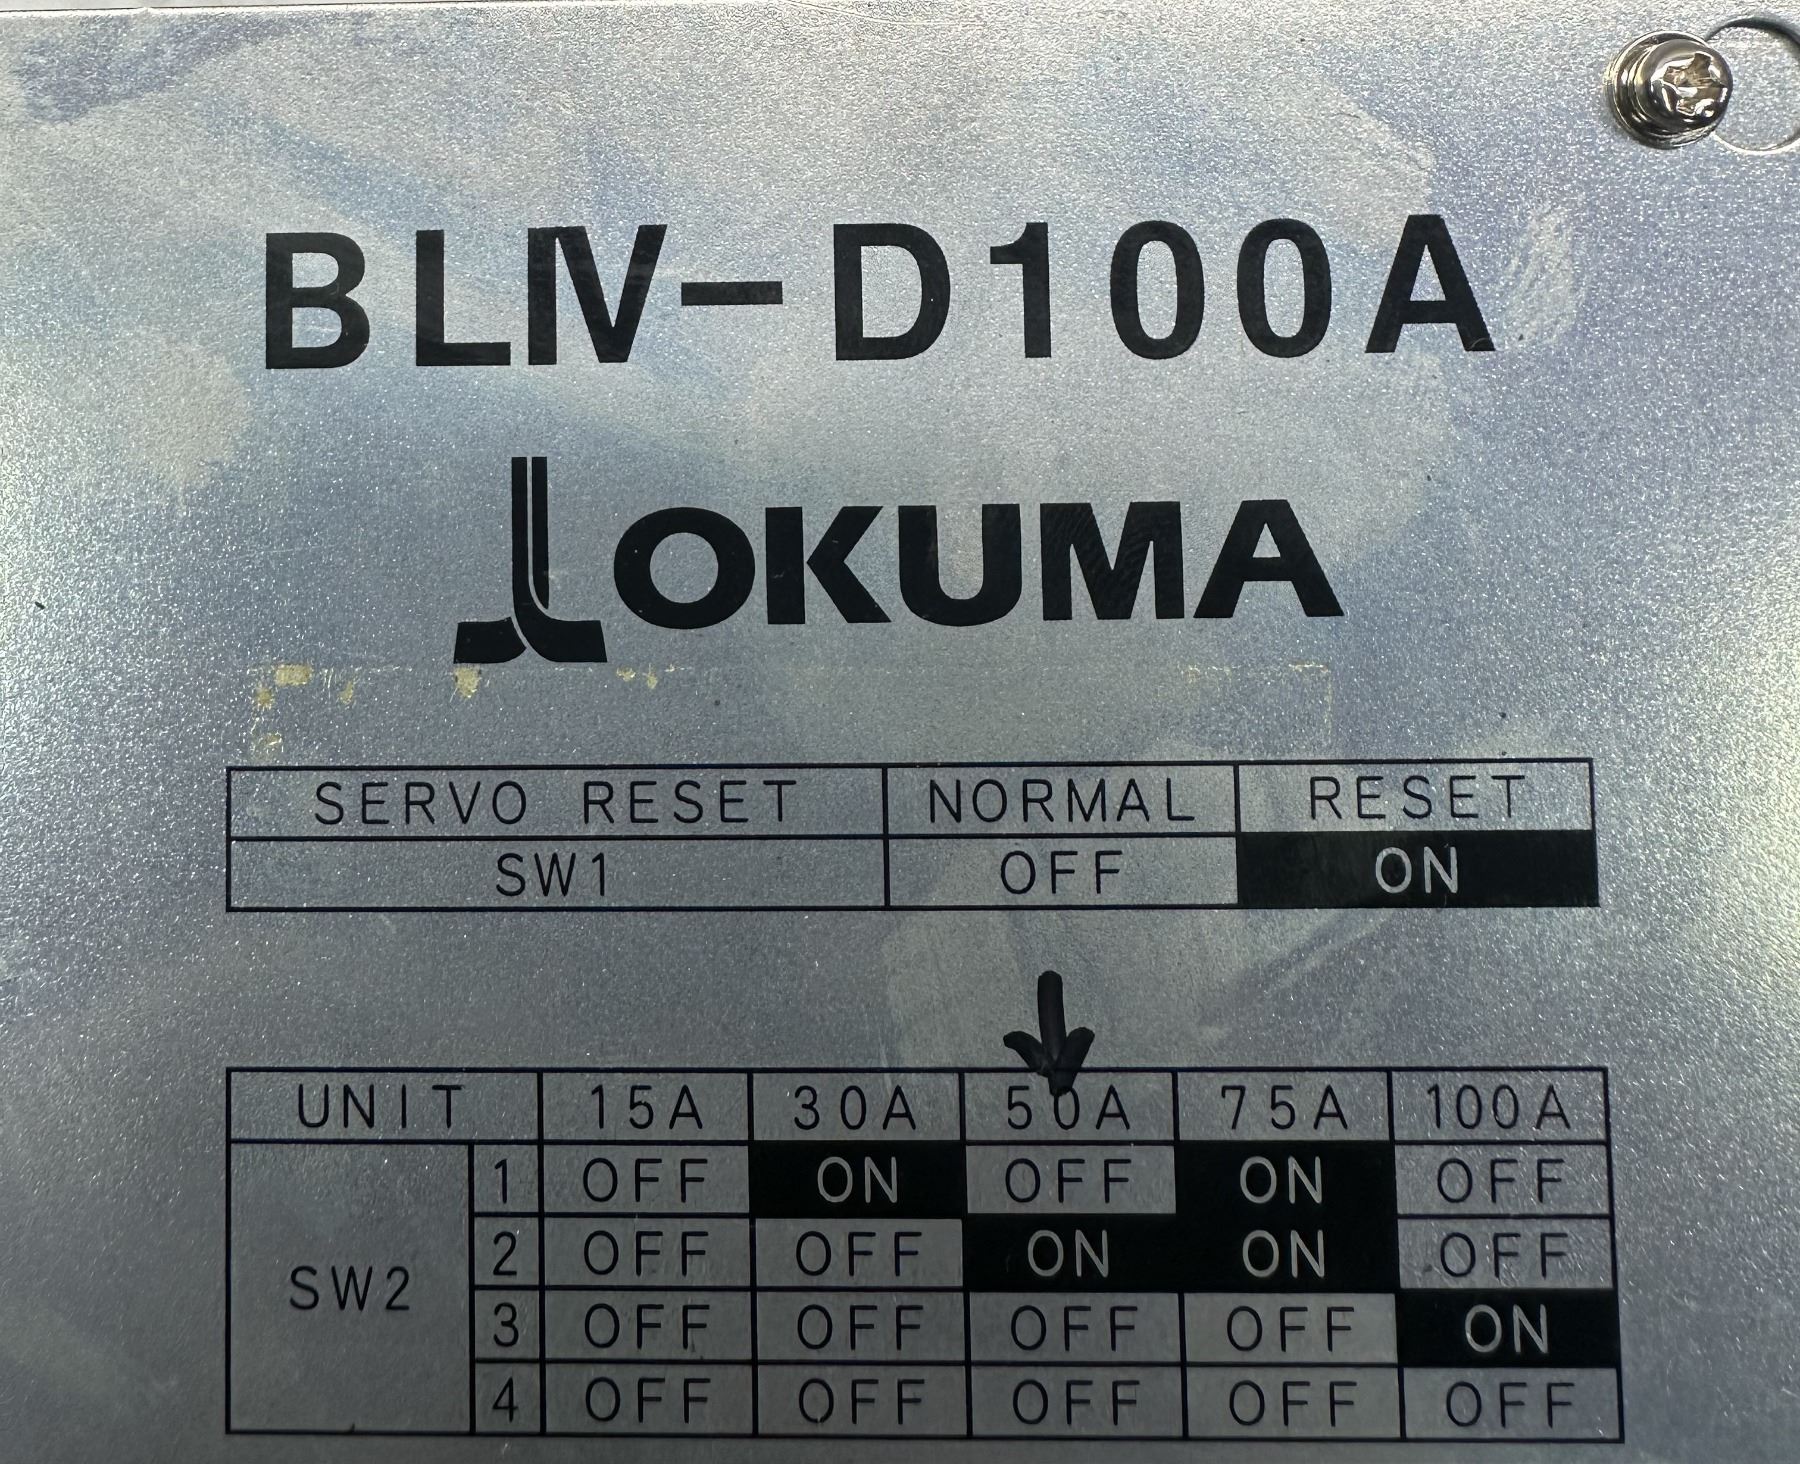 BLIV-D100A
OKUMA
SERVO RESET NORMAL RESET
SW1 OFF ON
UNIT 15A 30A 50A 75A 100A
SW2
1 OFF ON OFF ON OFF
2 OFF OFF ON ON OFF
3 OFF OFF OFF OFF ON
4 OFF OFF OFF OFF OFF